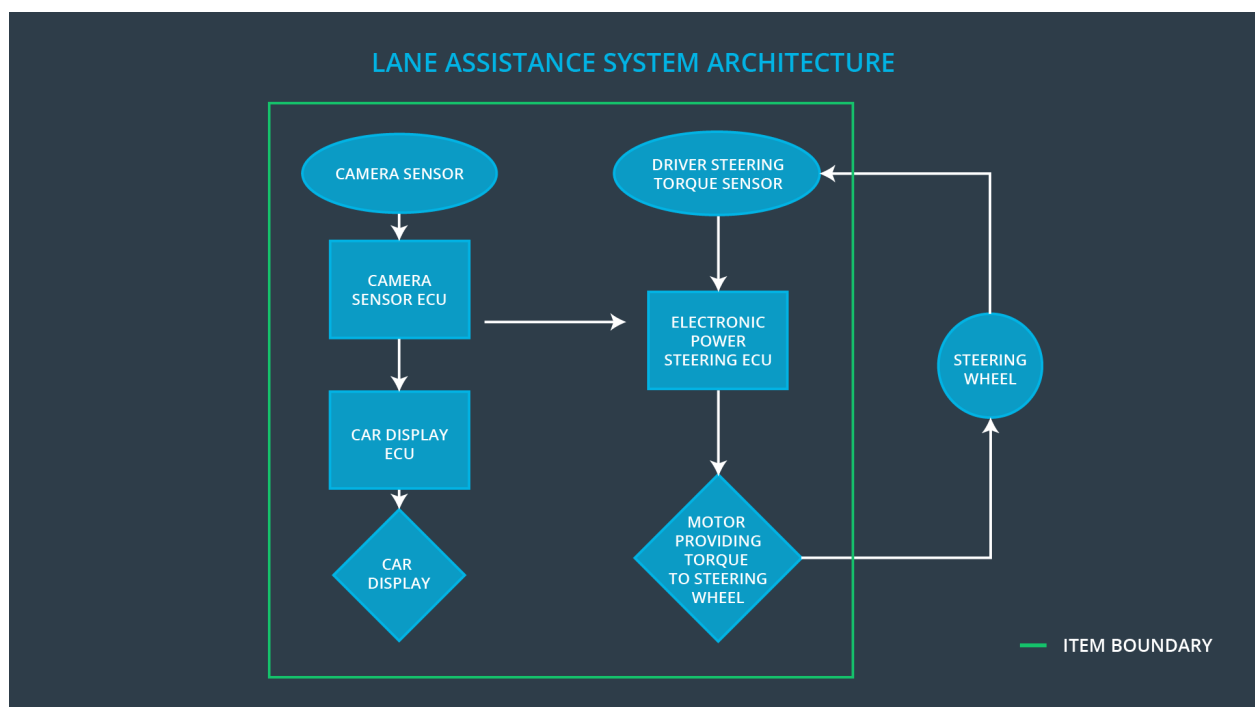 LANE ASSISTANCE SYSTEM ARCHITECTURE
CAMERA SENSOR
CAMERA
SENSOR ECU
CAR DISPLAY
ECU
CAR
DISPLAY
DRIVER STEERING
TORQUE SENSOR
ELECTRONIC
POWER
STEERING ECU
MOTOR
PROVIDING
TORQUE
TO STEERING
WHEEL
STEERING
WHEEL
ITEM BOUNDARY